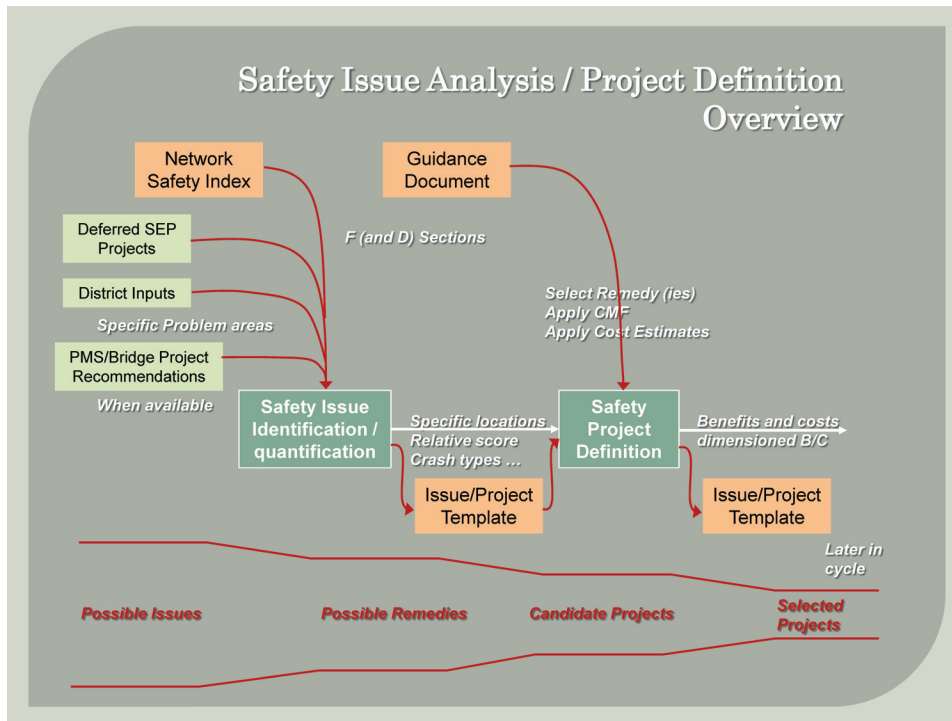 Safety Issue Analysis / Project Definition
Overview
Network
Safety Index
Guidance
Document
Deferred SEP
Projects
F (and D) Sections
District Inputs
Specific Problem areas
Select Remedy (ies)
Apply CMF
Apply Cost Estimates
PMS/Bridge Project
Recommendations
When available
Safety Issue
Identification /
quantification
Specific locations
Relative score
Crash types ...
Safety
Project
Definition
Benefits and costs
dimensioned B/C
Issue/Project
Template
Issue/Project
Template
Later in
cycle
Possible Issues
Possible Remedies
Candidate Projects
Selected
Projects